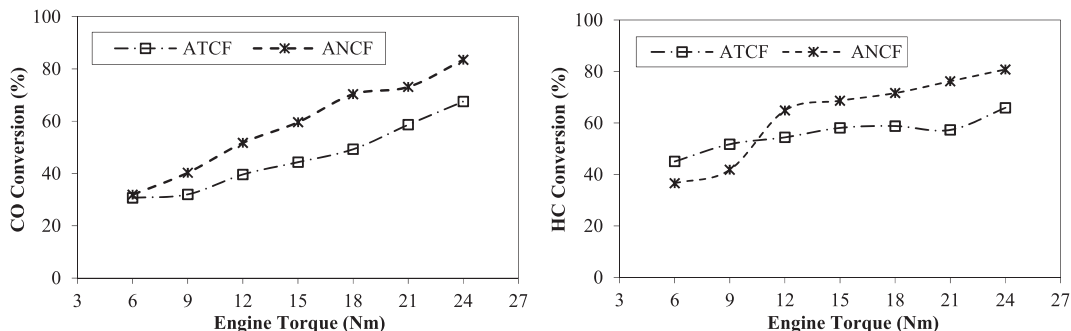 100
80
60
40
20
0
CO Conversion (%)
ATCF
ANCF
3 6 9 12 15 18 21 24 27
Engine Torque (Nm)
100
80
60
40
20
0
HC Conversion (%)
ATCF
ANCF
3 6 9 12 15 18 21 24 27
Engine Torque (Nm)